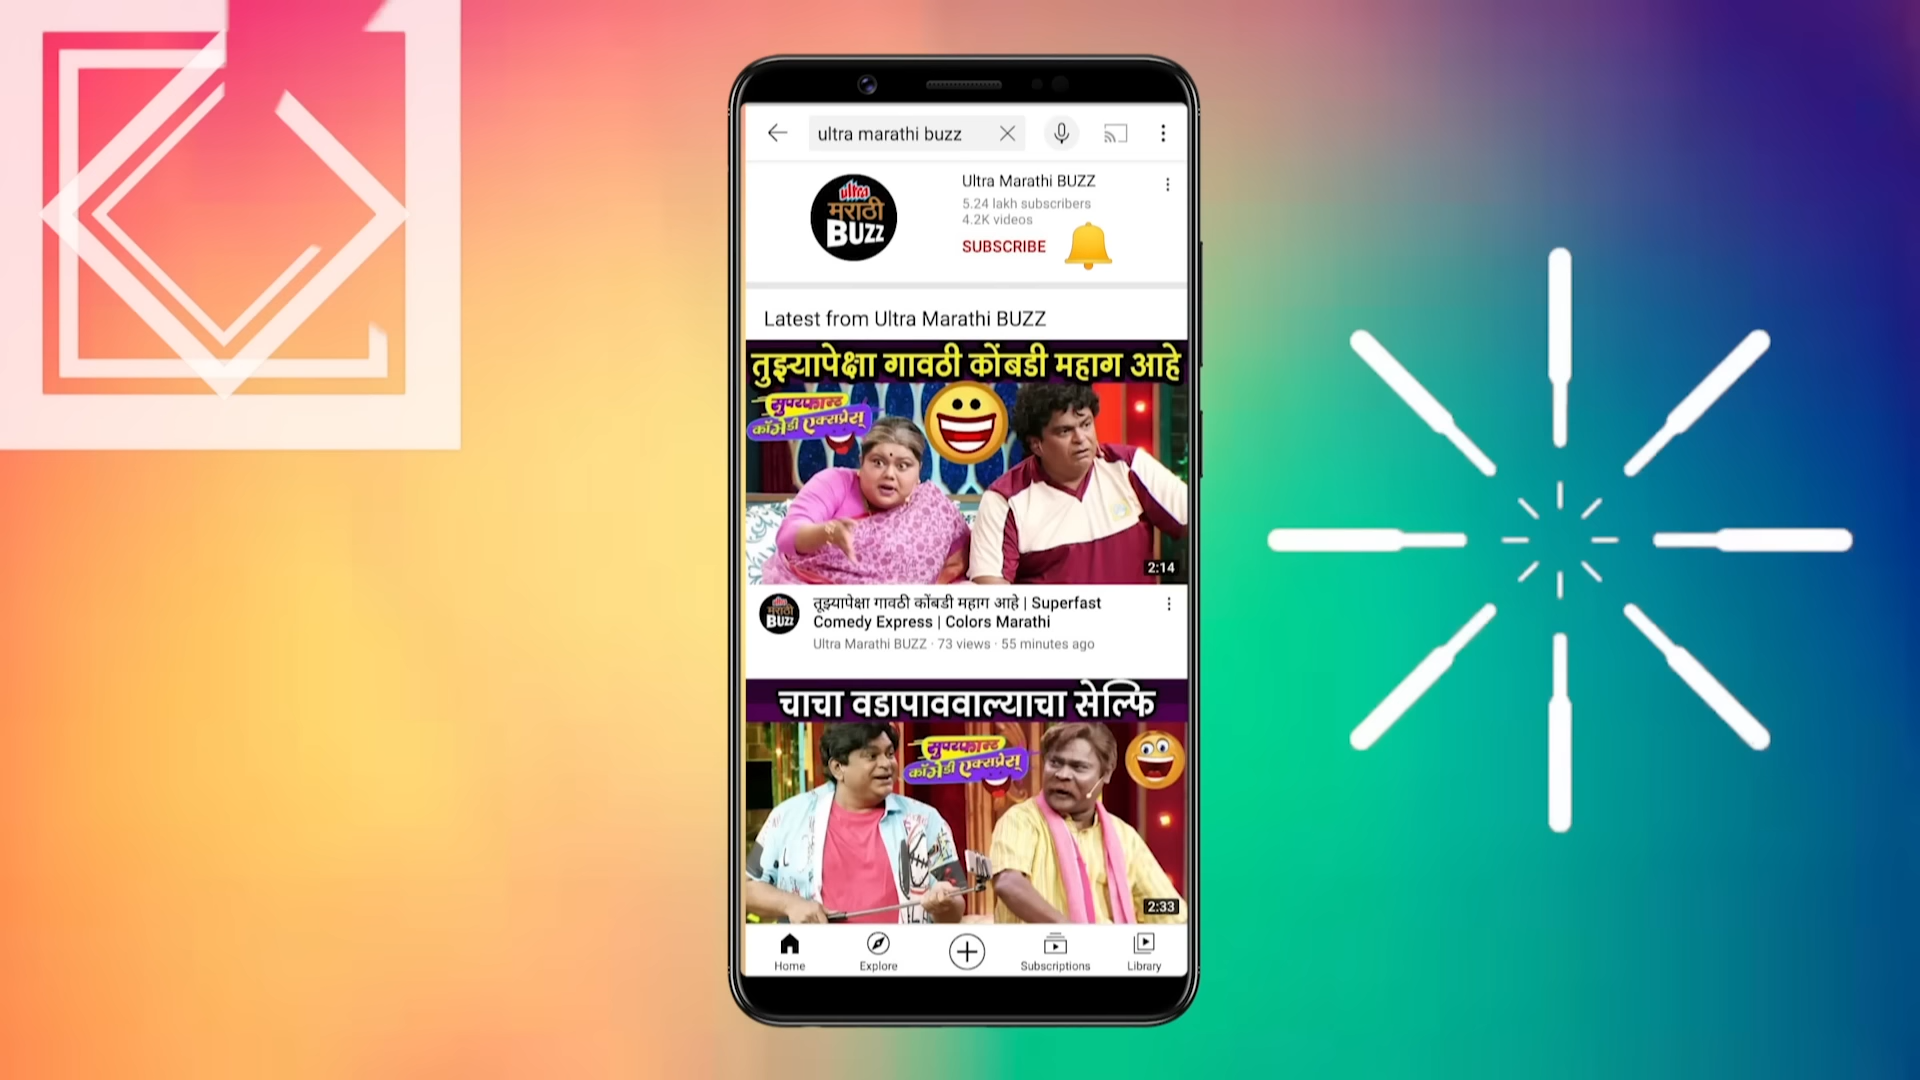 ultra marathi buzz
ultra
मराठी
BUZZ
Ultra Marathi BUZZ
5.24 lakh subscribers
4.2K videos
SUBSCRIBE
Latest from Ultra Marathi BUZZ
तुझ्यापेक्षा गावठी कोंबडी महाग आहे
सुपरफास्ट
कॉमेडी एक्सप्रेस्
2:14
ultra
मराठी
BUZZ
तूझ्यापेक्षा गावठी कोंबडी महाग आहे | Superfast
Comedy Express | Colors Marathi
Ultra Marathi BUZZ · 73 views · 55 minutes ago
चाचा वडापाववाल्याचा सेल्फि
सुपरफास्ट
कॉमेडी एक्सप्रेस्
2:33
Home
Explore
Subscriptions
Library